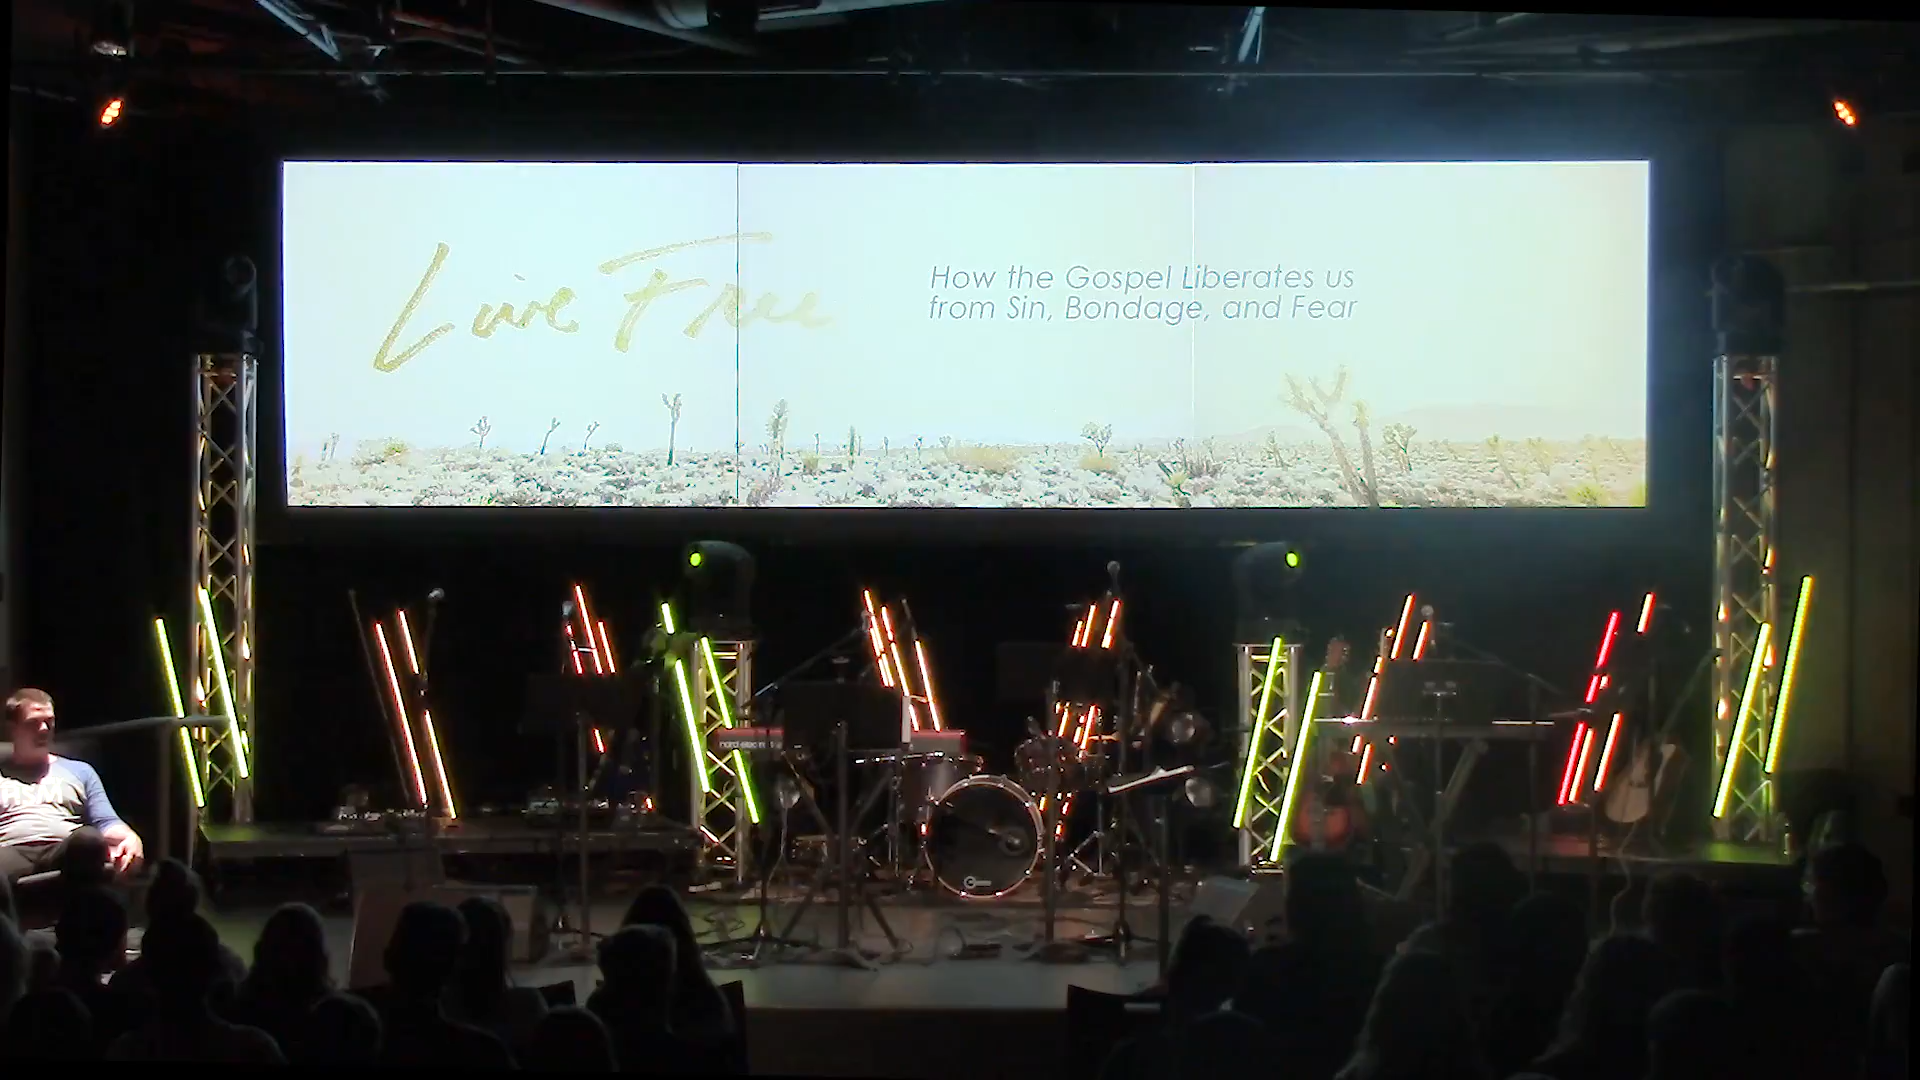 Live Free
How the Gospel Liberates us
from Sin, Bondage, and Fear